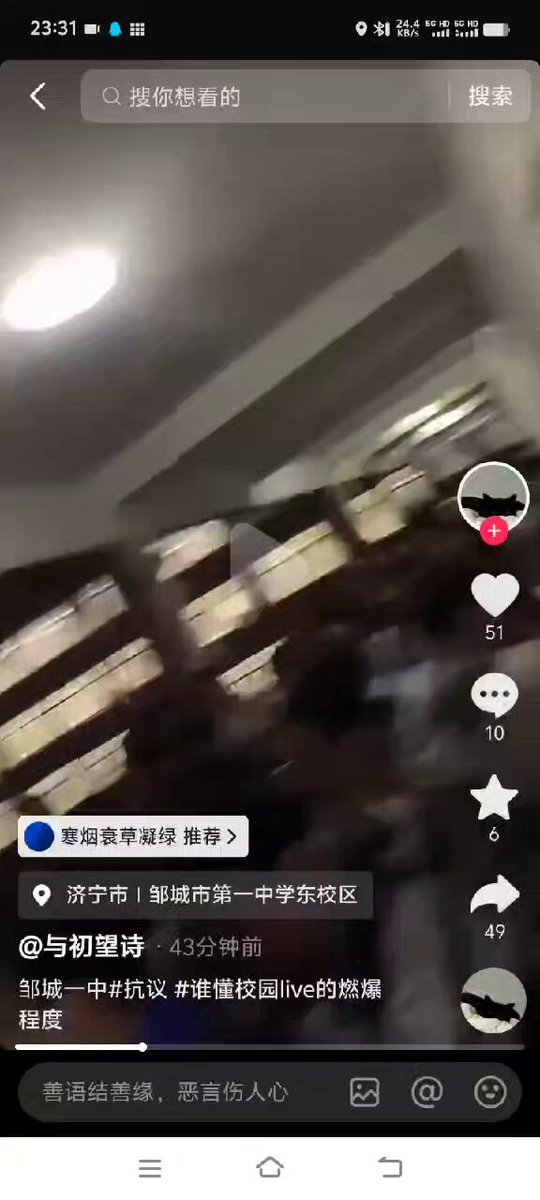 23:31
24.4 KB/s 5G HD 5G HD
搜你想看的 搜索
51
10
6
49
寒烟衰草凝绿 推荐
济宁市 | 邹城市第一中学东校区
@与初望诗 · 43分钟前
邹城一中#抗议 #谁懂校园live的燃爆
程度
善语结善缘，恶言伤人心